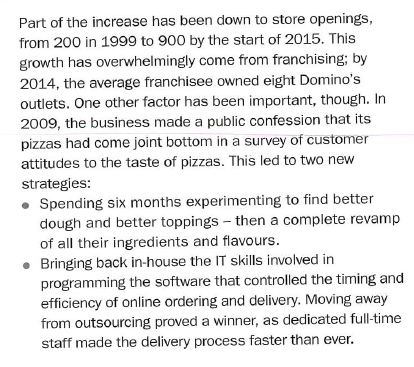 Part of the increase has been down to store openings,
from 200 in 1999 to 900 by the start of 2015. This
growth has overwhelmingly come from franchising; by
2014, the average franchisee owned eight Domino's
outlets. One other factor has been important, though. In
2009, the business made a public confession that its
pizzas had come joint bottom in a survey of customer
attitudes to the taste of pizzas. This led to two new
strategies:
● Spending six months experimenting to find better
dough and better toppings – then a complete revamp
of all their ingredients and flavours.
● Bringing back in-house the IT skills involved in
programming the software that controlled the timing and
efficiency of online ordering and delivery. Moving away
from outsourcing proved a winner, as dedicated full-time
staff made the delivery process faster than ever.